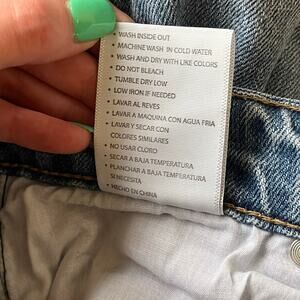 • WASH INSIDE OUT
• MACHINE WASH IN COLD WATER
• WASH AND DRY WITH LIKE COLORS
• DO NOT BLEACH
• TUMBLE DRY LOW
• LOW IRON IF NEEDED
• LAVAR AL REVES
• LAVAR A MAQUINA CON AGUA FRIA
• LAVAR Y SECAR CON
COLORES SIMILARES
• NO USAR CLORO
• SECAR A BAJA TEMPERATURA
• PLANCHAR A BAJA TEMPERATURA
SI NECESITA
• HECHO EN CHINA